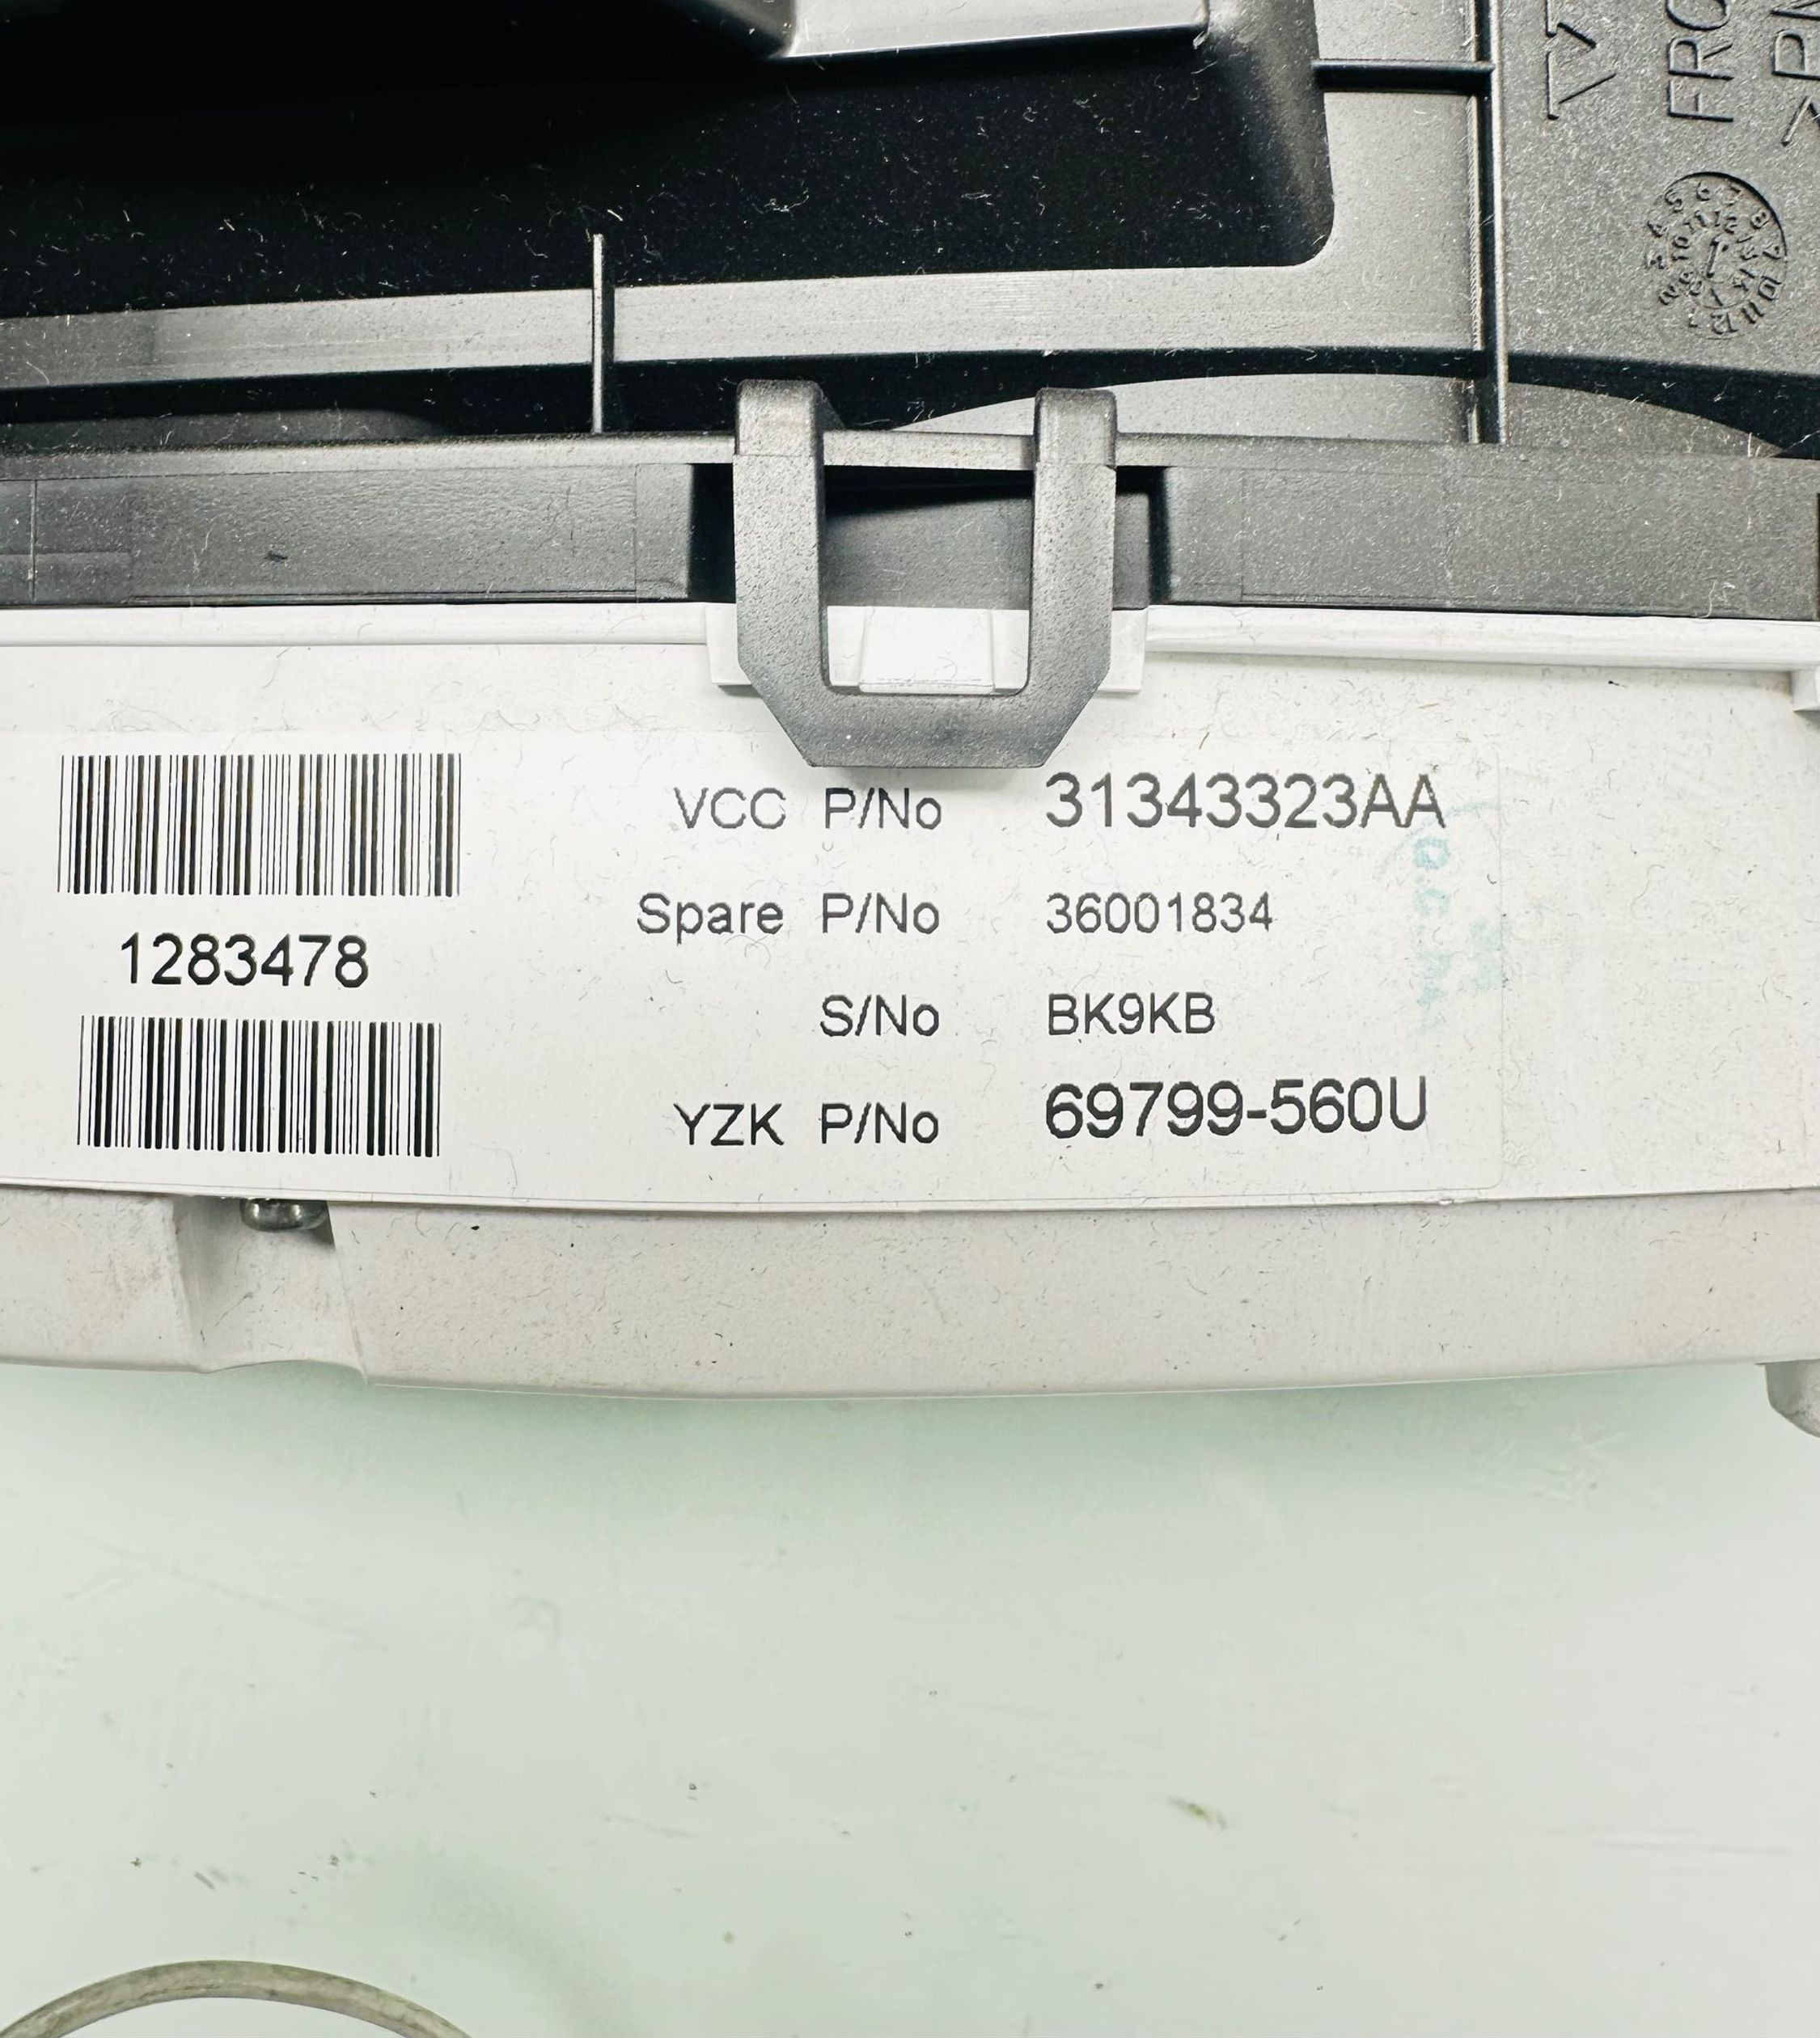 1283478
VCC P/No 31343323AA
Spare P/No 36001834
S/No BK9KB
YZK P/No 69799-560U